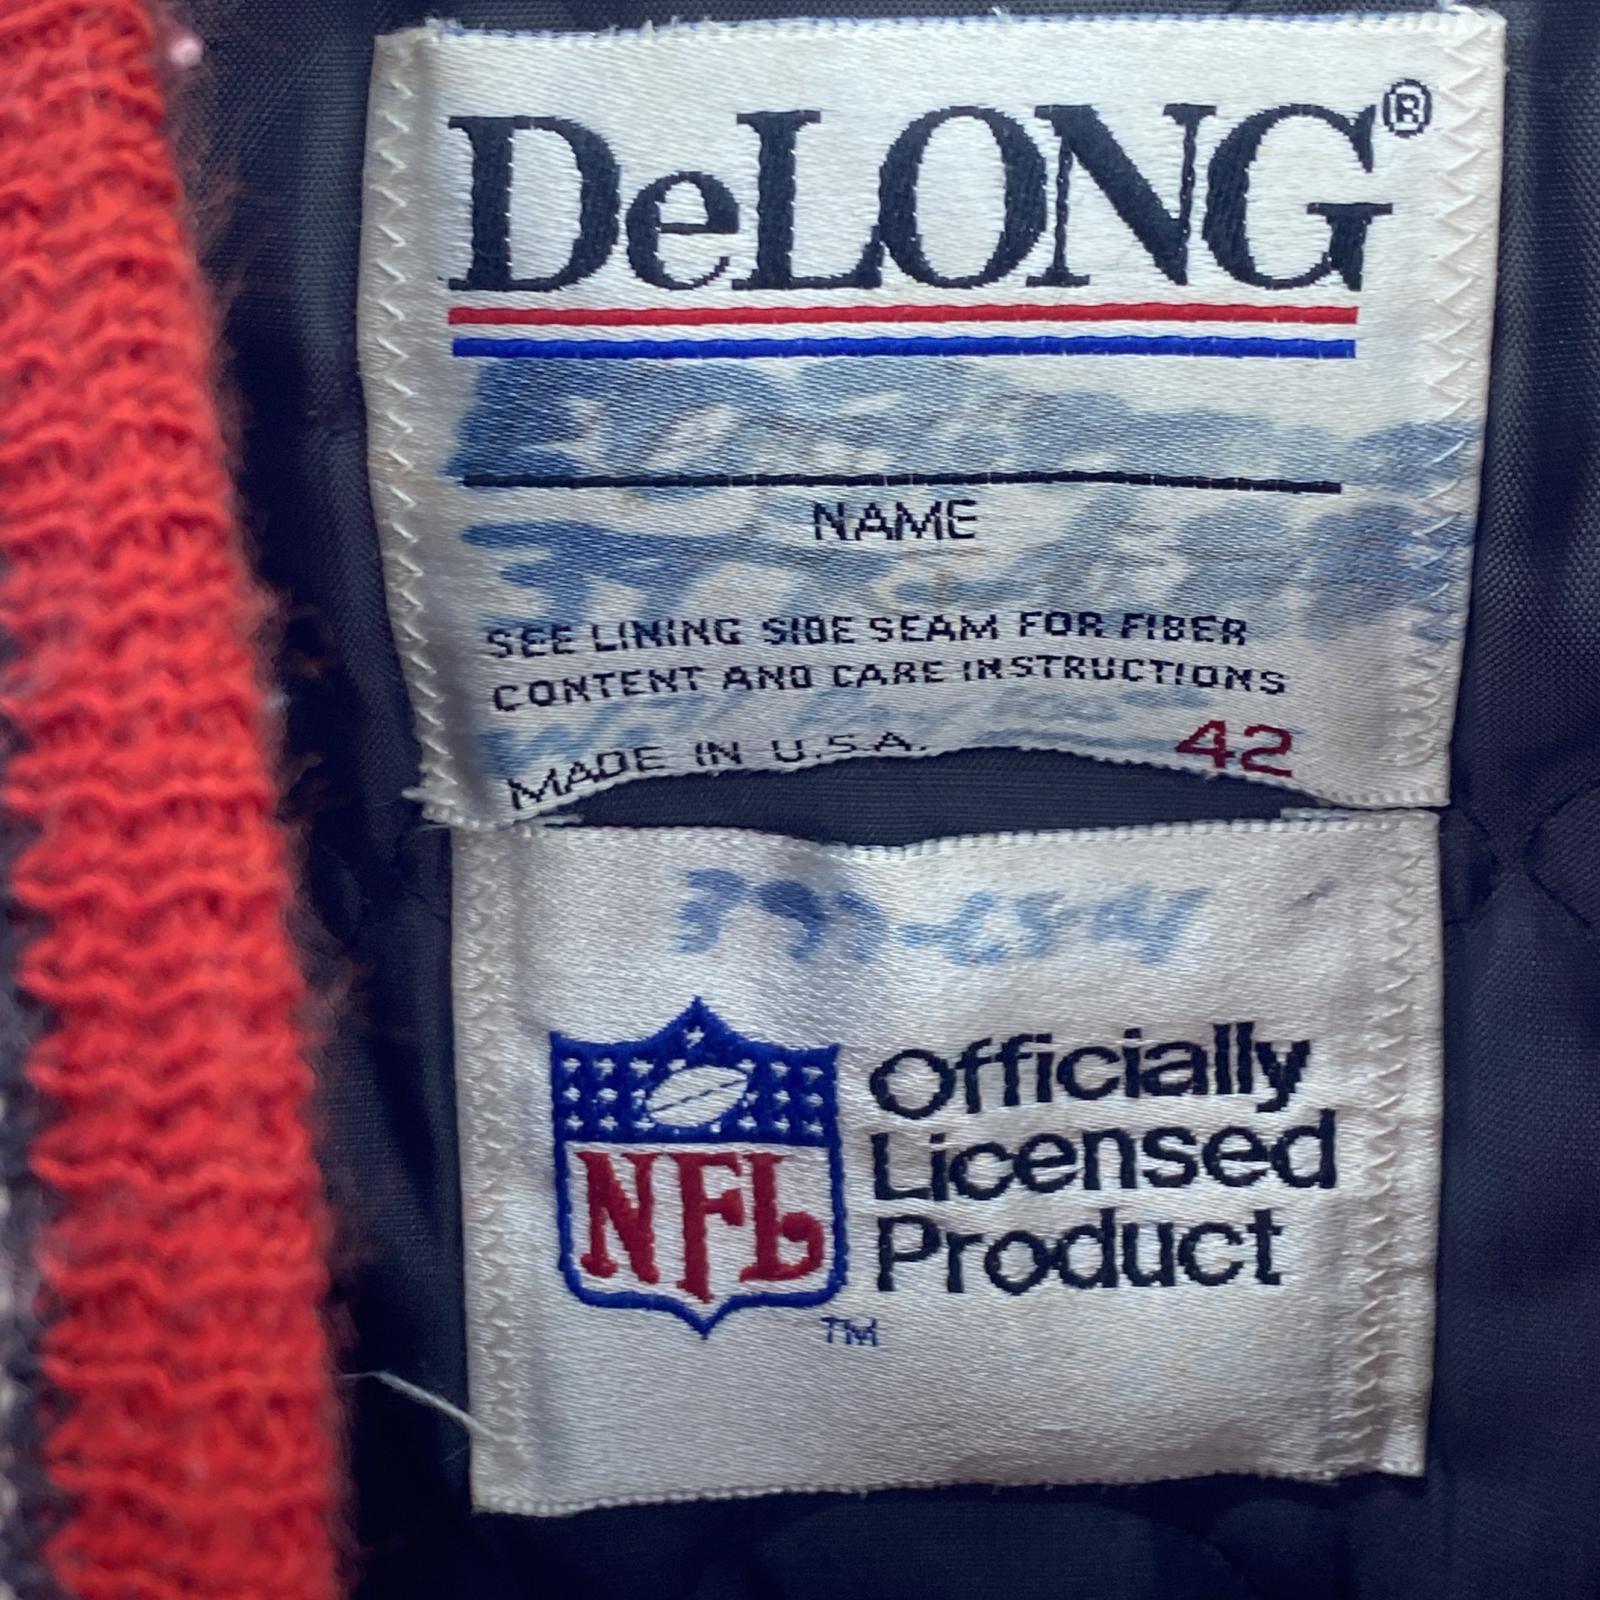 DeLONG®
NAME
SEE LINING SIDE SEAM FOR FIBER
CONTENT AND CARE INSTRUCTIONS
MADE IN U.S.A. 42
NFL
TM
Officially
Licensed
Product